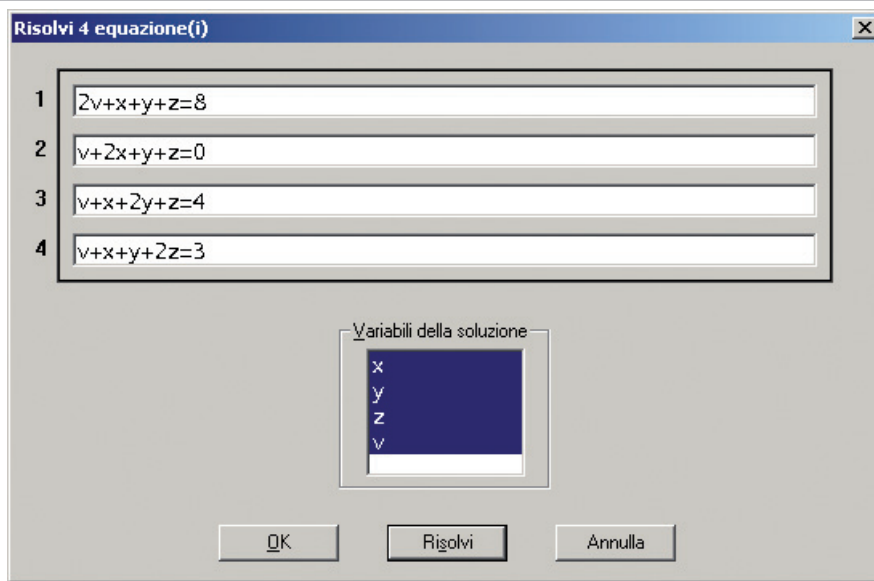 Risolvi 4 equazione(i)
1 2v+x+y+z=8
2 v+2x+y+z=0
3 v+x+2y+z=4
4 v+x+y+2z=3
Variabili della soluzione
x
y
z
v
OK Risolvi Annulla